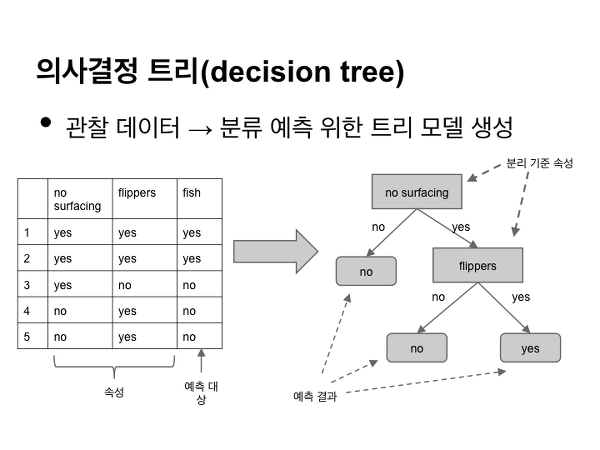 의사결정 트리(decision tree)
● 관찰 데이터 → 분류 예측 위한 트리 모델 생성
no surfacing flippers fish
1 yes yes yes
2 yes yes yes
3 yes no no
4 no yes no
5 no yes no
속성
예측 대상
분리 기준 속성
no surfacing
no yes
no
flippers
no yes
no yes
예측 결과